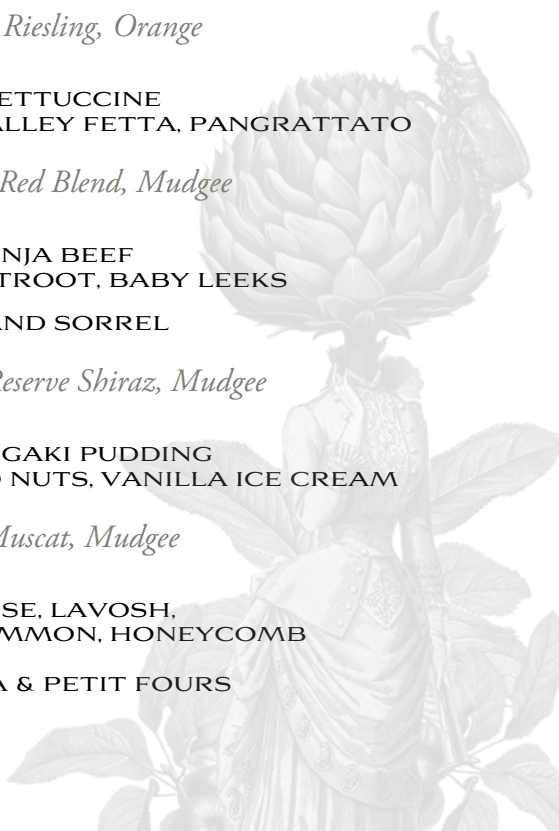 Riesling, Orange
ETTUCCINE
ALLEY FETTA, PANGRATTATO
Red Blend, Mudgee
NJA BEEF
TROOT, BABY LEEKS
AND SORREL
Reserve Shiraz, Mudgee
GAKI PUDDING
NUTS, VANILLA ICE CREAM
Muscat, Mudgee
SE, LAVOSH,
MMON, HONEYCOMB
A & PETIT FOURS